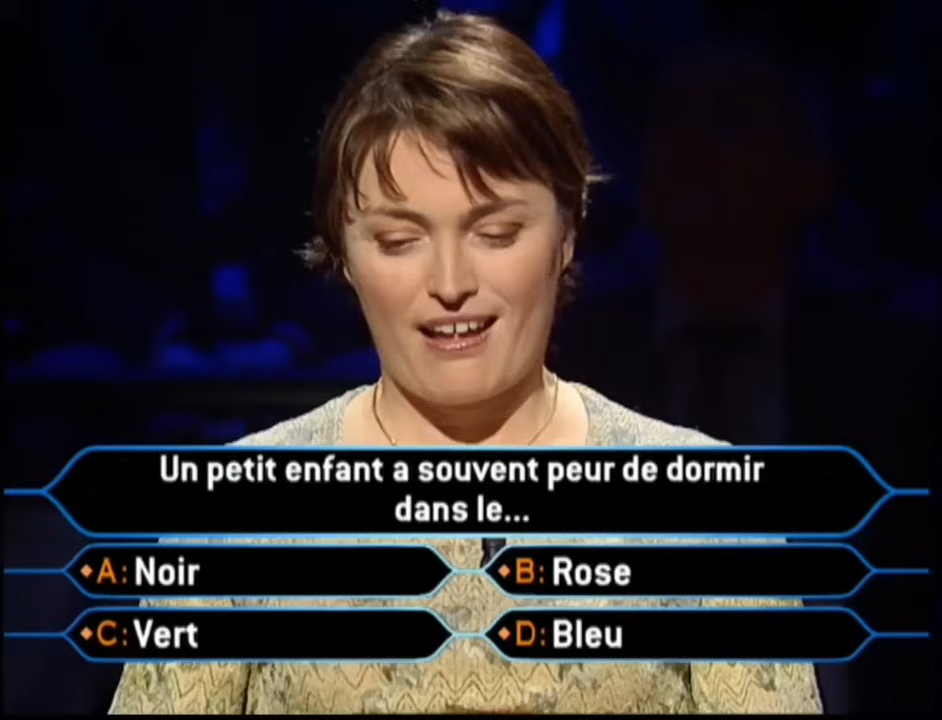 Un petit enfant a souvent peur de dormir
dans le...
A: Noir
B: Rose
C: Vert
D: Bleu